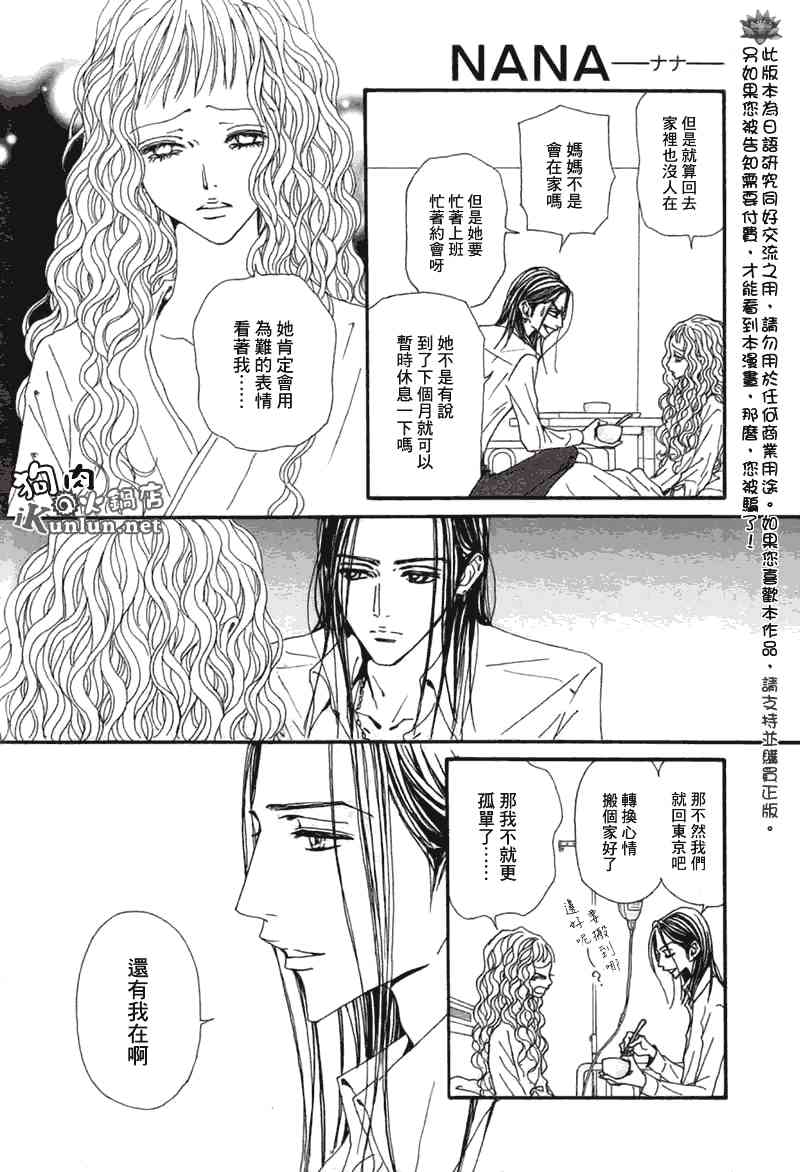 NANA—ナナ—
但是就算回去
家裡也沒人在
媽媽不是
會在家嗎
但是她要
忙著上班
忙著約會呀
她不是有說
到了下個月就可以
暫時休息一下嗎
她肯定會用
為難的表情
看著我……
那不然我們
就回東京吧
轉換心情
搬個家好了
要搬到哪
邊好呢~?
那我不就更
孤單了……
還有我在啊
此版本為日語研究同好交流之用，請勿用於任何商業用途。如果您喜歡本作品，請支持並購買正版。
另如果您被告知需要付費，才能看到本漫畫，那麼，您被騙了！
狗肉火鍋店
iKunlun.net